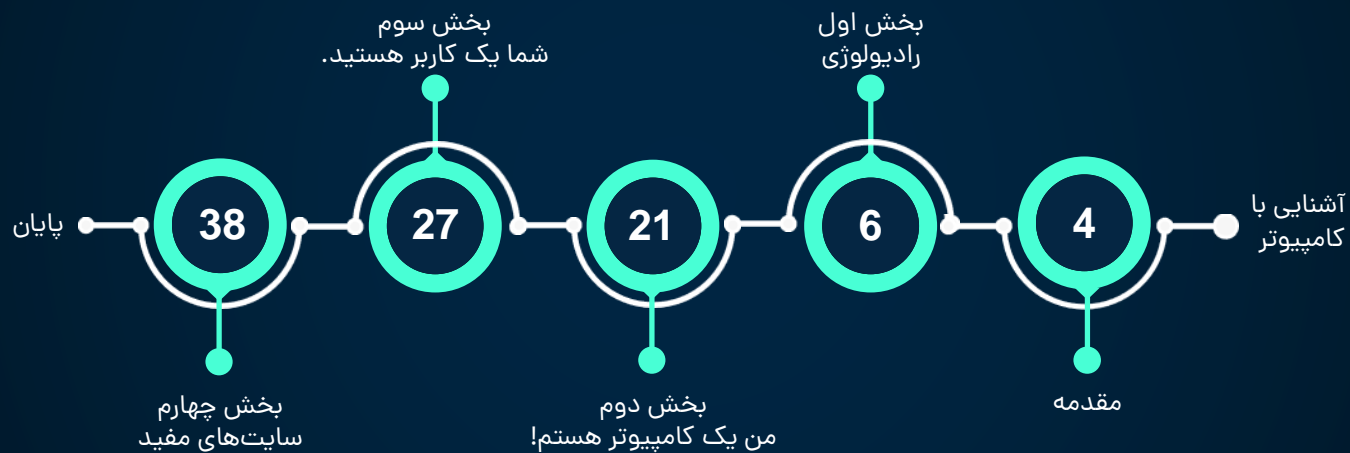 آشنایی با
کامپیوتر
4
مقدمه
بخش اول
رادیولوژی
6
21
بخش دوم
من یک کامپیوتر هستم!
بخش سوم
شما یک کاربر هستید.
27
38
بخش چهارم
سایت‌های مفید
پایان